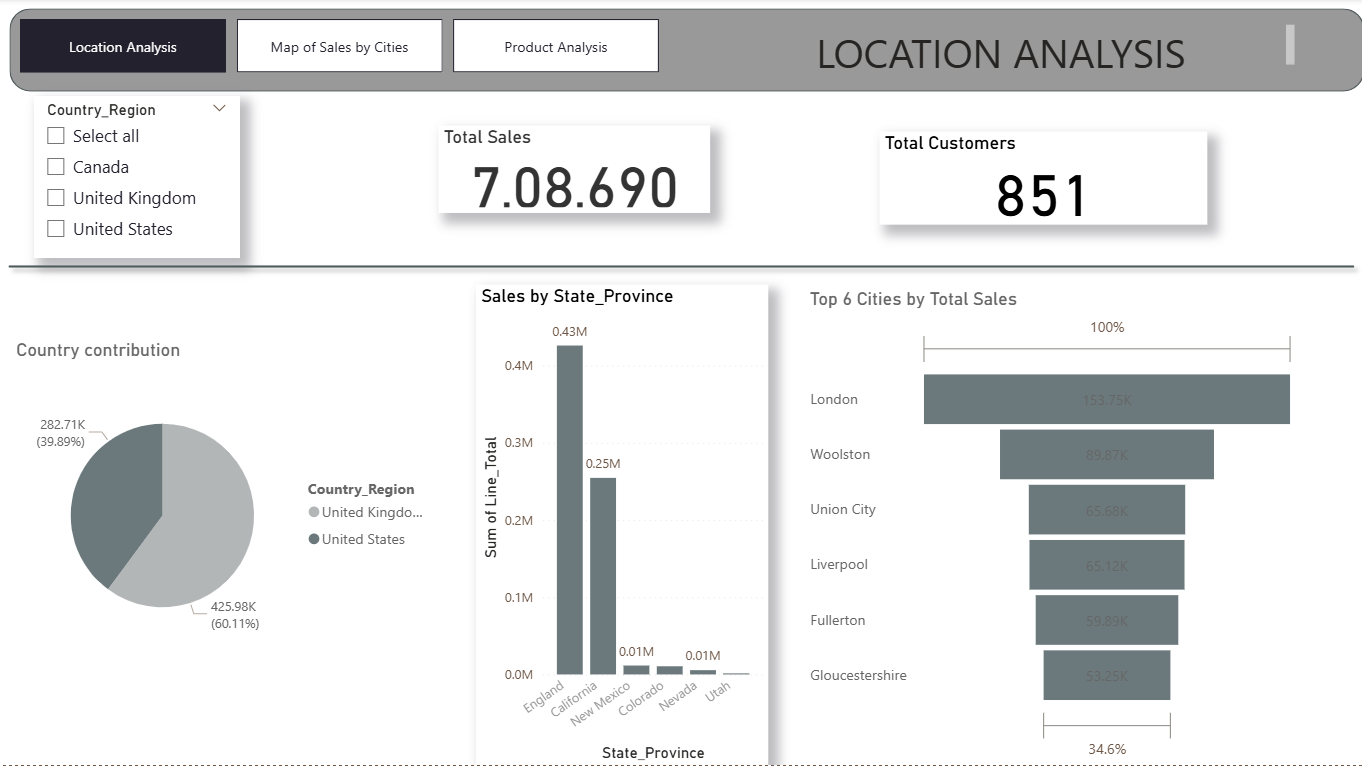 Location Analysis
Map of Sales by Cities
Product Analysis
LOCATION ANALYSIS
Country_Region
Select all
Canada
United Kingdom
United States
Total Sales
7.08.690
Total Customers
851
Country contribution
282.71K
(39.89%)
425.98K
(60.11%)
Country_Region
United Kingdo...
United States
Sales by State_Province
Sum of Line_Total
0.4M
0.3M
0.2M
0.1M
0.0M
0.43M
0.25M
0.01M
0.01M
England
California
New Mexico
Colorado
Nevada
Utah
State_Province
Top 6 Cities by Total Sales
100%
London
153.75K
Woolston
89.87K
Union City
65.68K
Liverpool
65.12K
Fullerton
59.89K
Gloucestershire
53.25K
34.6%